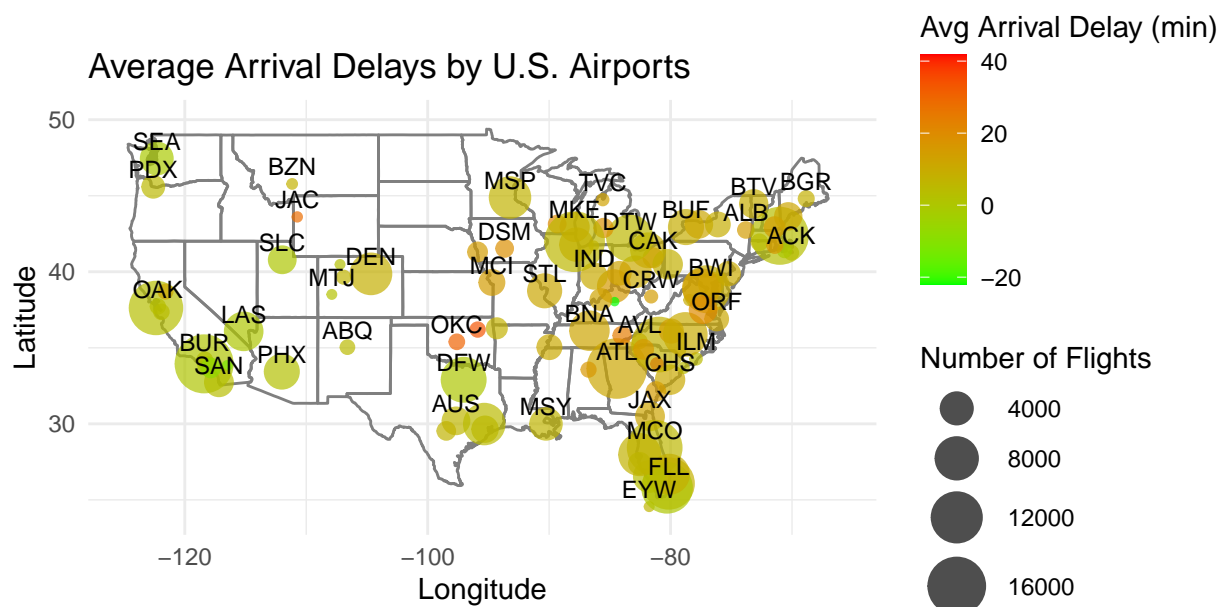 Average Arrival Delays by U.S. Airports
Avg Arrival Delay (min)
40
20
0
−20
Number of Flights
4000
8000
12000
16000
50
40
30
Latitude
−120
−100
−80
Longitude
SEA
PDX
BZN
JAC
MSP
TVC
BTV
BGR
MKE
DTW
BUF
ALB
DSM
CAK
ACK
SLC
DEN
IND
MTJ
MCI
STL
CRW
BWI
OAK
LAS
ORF
ABQ
OKC
BNA
AVL
BUR
ILM
PHX
SAN
DFW
ATL
CHS
AUS
MSY
JAX
MCO
FLL
EYW